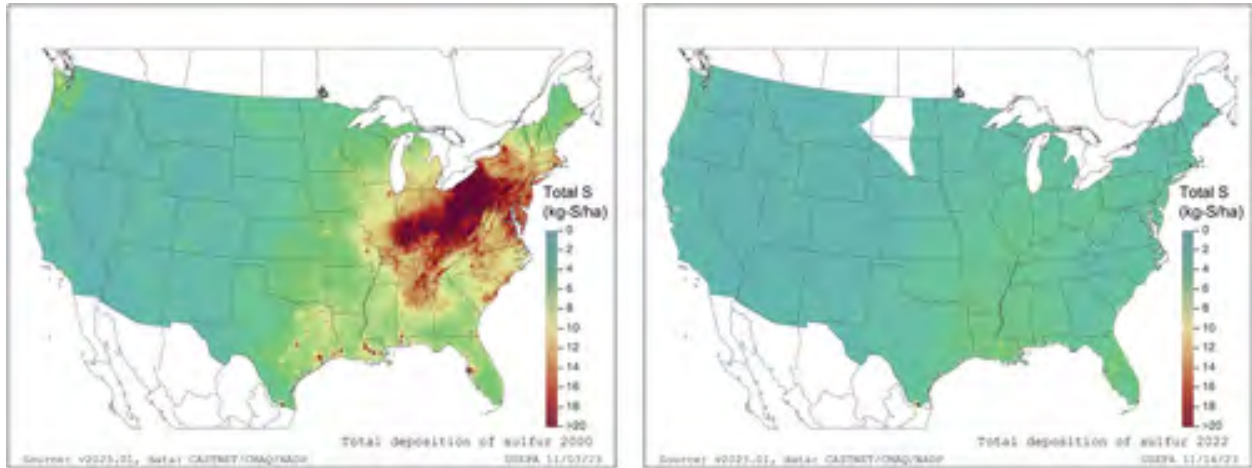 Total S
(kg-S/ha)
0
2
4
6
8
10
12
14
16
18
>20
Total deposition of sulfur 2000
Source: v2023.01, data: CASTNET/CMAQ/NADP
USEPA 11/03/23
Total S
(kg-S/ha)
0
2
4
6
8
10
12
14
16
18
>20
Total deposition of sulfur 2022
Source: v2023.01, data: CASTNET/CMAQ/NADP
USEPA 11/14/23